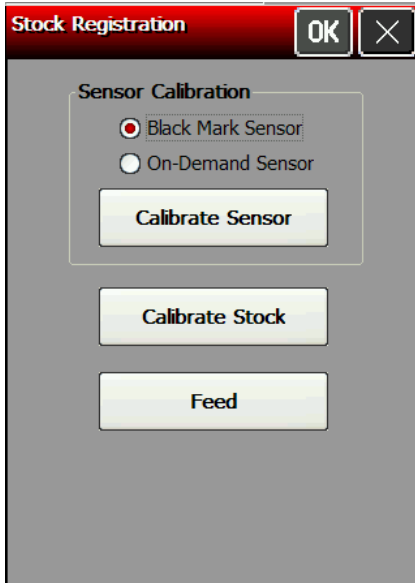 Stock Registration
OK
Sensor Calibration
Black Mark Sensor
On-Demand Sensor
Calibrate Sensor
Calibrate Stock
Feed